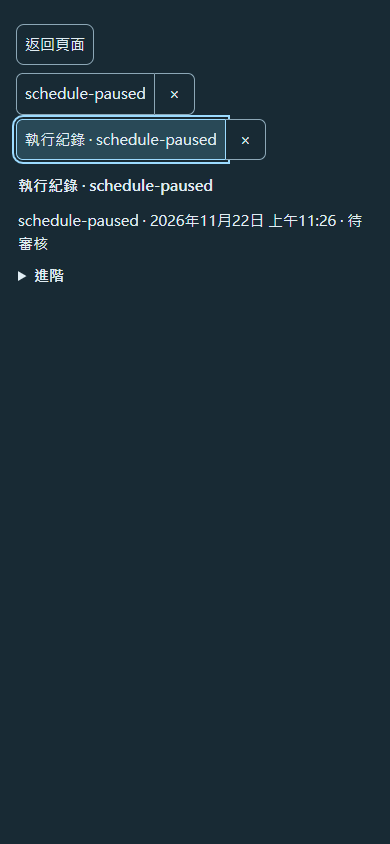 返回頁面
schedule-paused ×
執行紀錄 · schedule-paused ×
執行紀錄 · schedule-paused
schedule-paused · 2026年11月22日 上午11:26 · 待
審核
▶ 進階